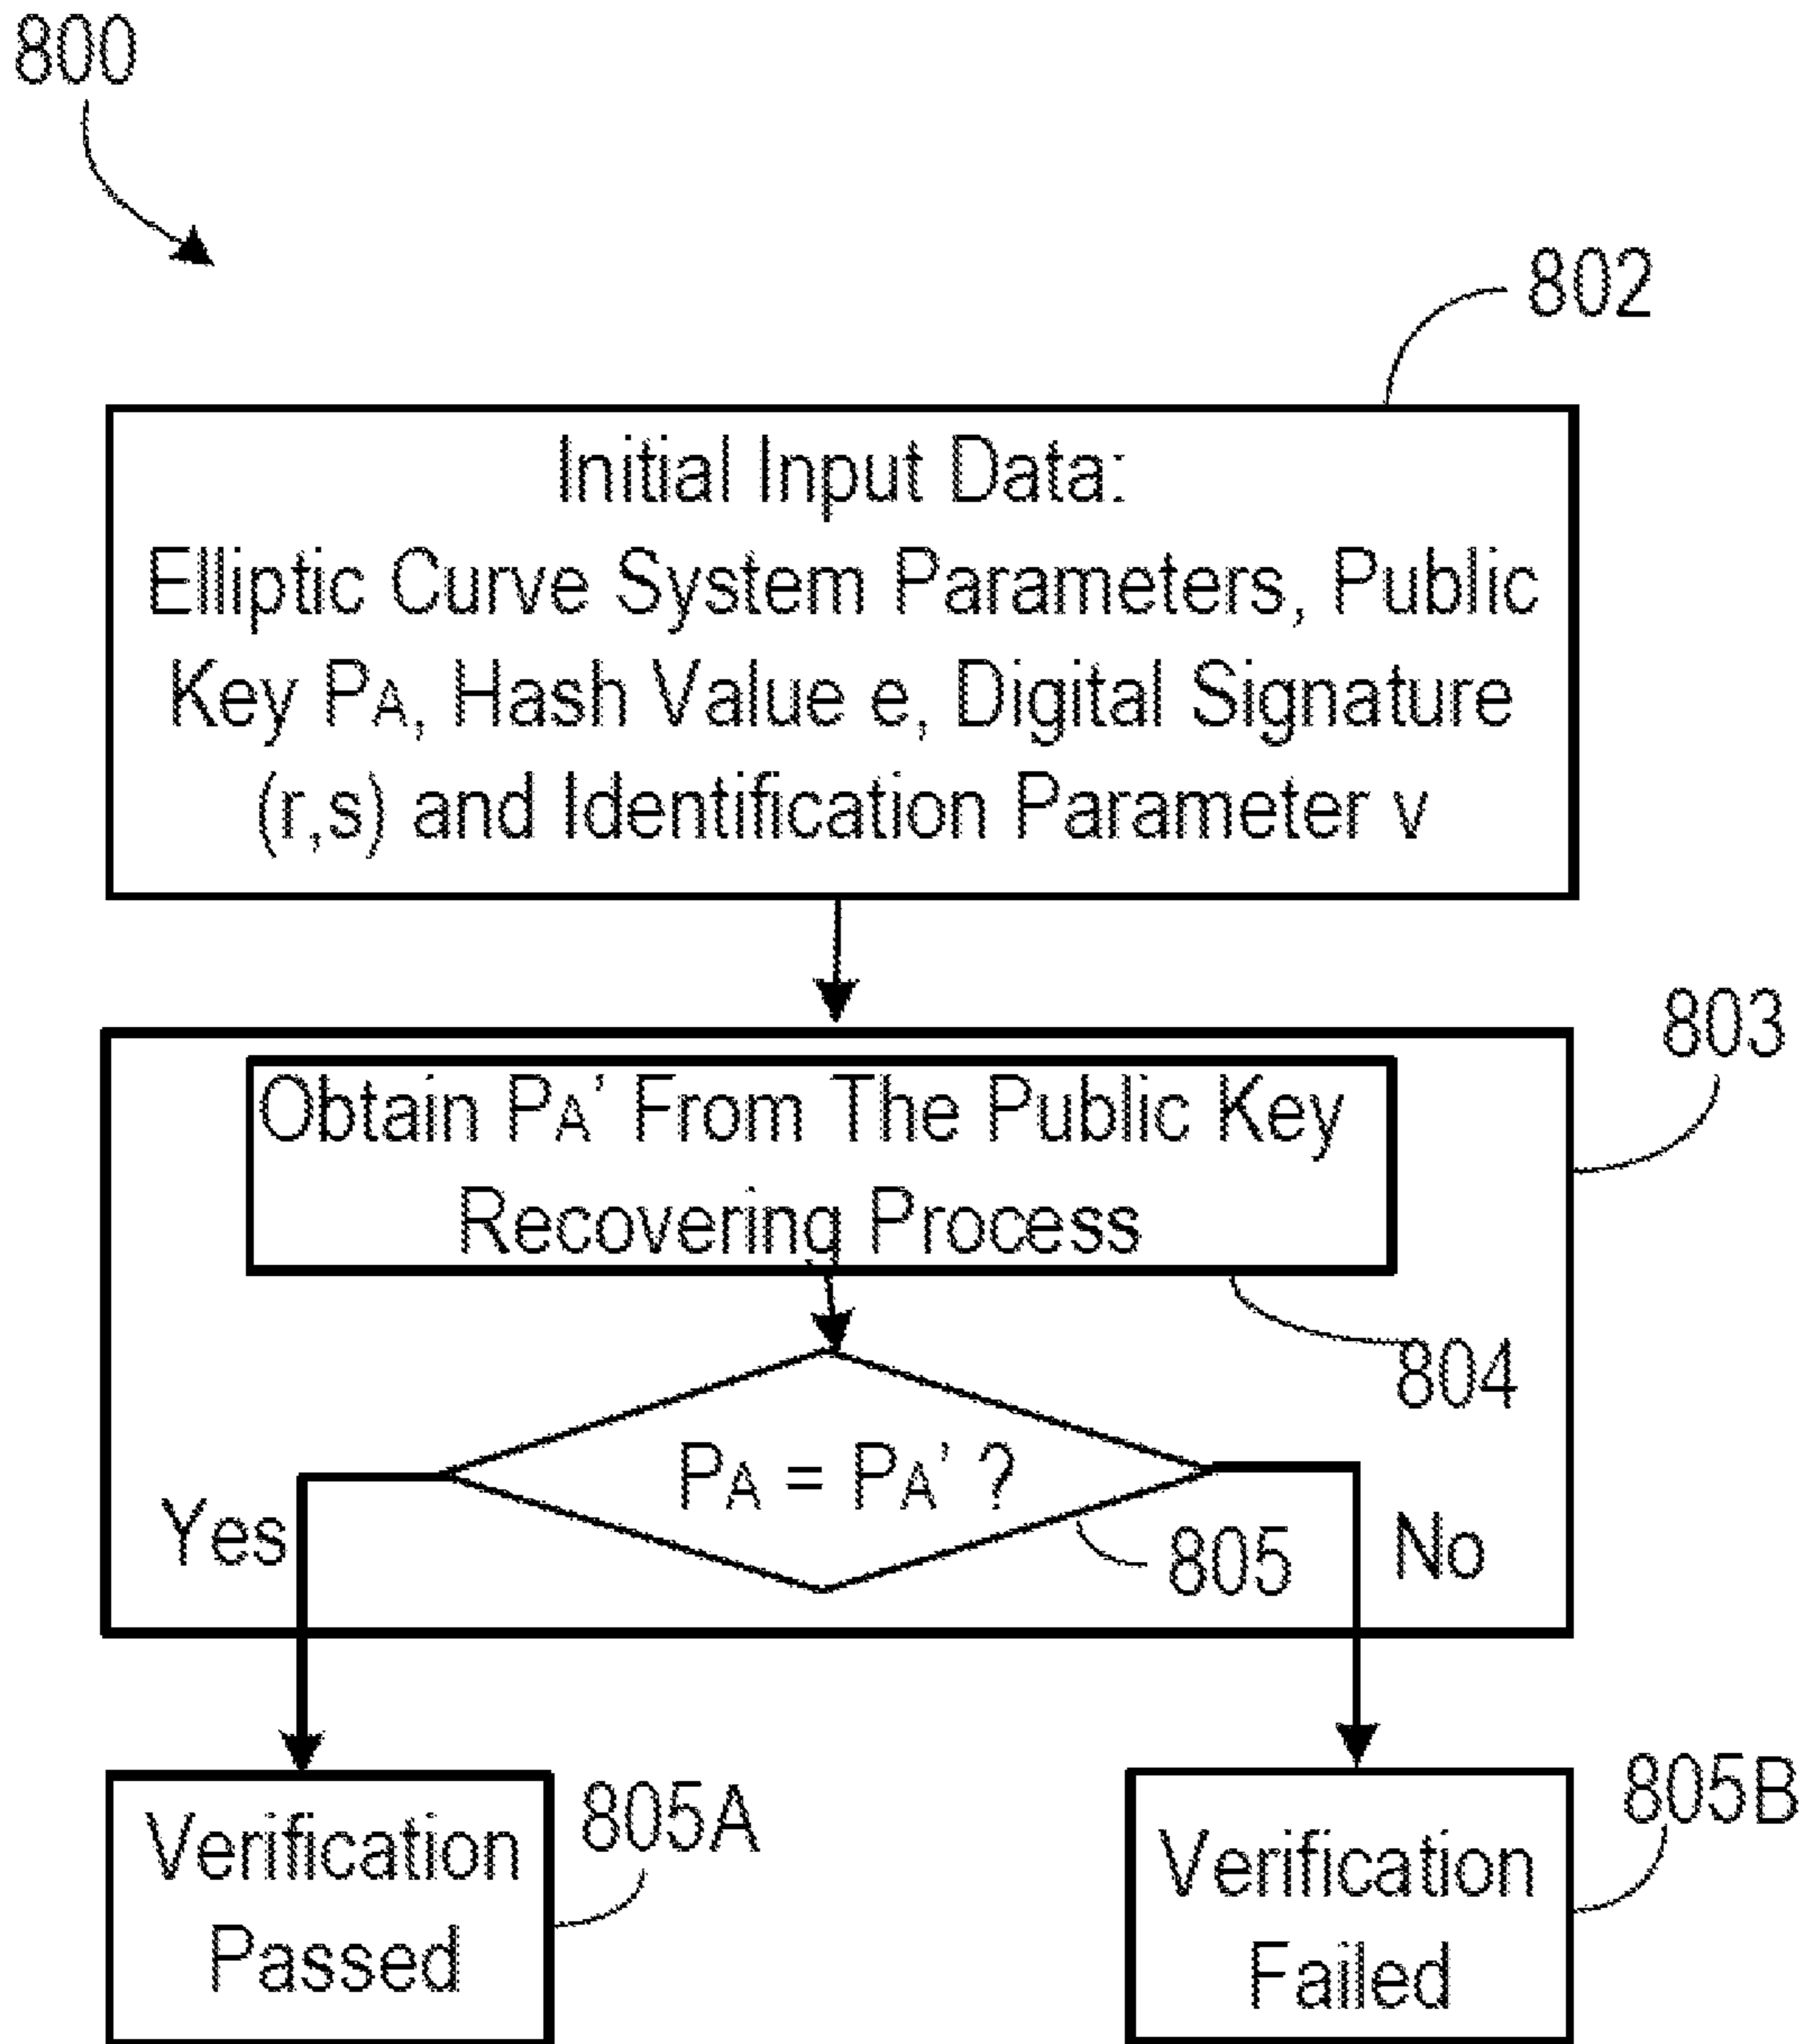 800
802
Initial Input Data:
Elliptic Curve System Parameters, Public
Key PA, Hash Value e, Digital Signature
(r,s) and Identification Parameter v
803
Obtain PA' From The Public Key
Recovering Process
804
PA = PA' ?
Yes
805
No
805A
805B
Verification
Passed
Verification
Failed